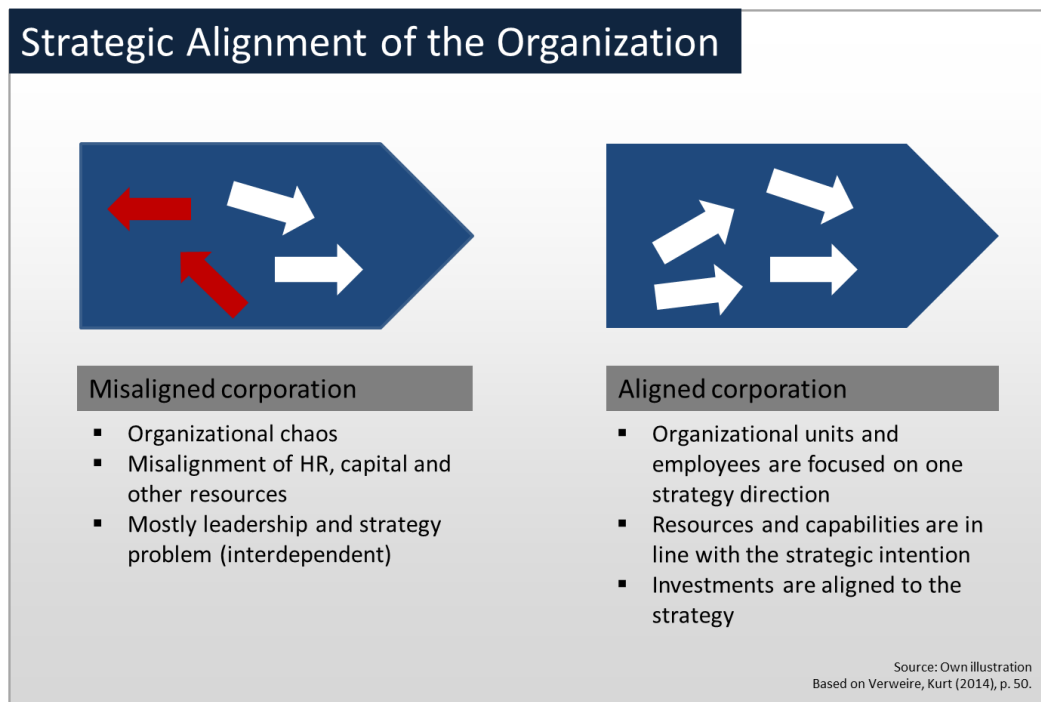 Strategic Alignment of the Organization
Misaligned corporation
▪ Organizational chaos
▪ Misalignment of HR, capital and
other resources
▪ Mostly leadership and strategy
problem (interdependent)
Aligned corporation
▪ Organizational units and
employees are focused on one
strategy direction
▪ Resources and capabilities are in
line with the strategic intention
▪ Investments are aligned to the
strategy
Source: Own illustration
Based on Verweire, Kurt (2014), p. 50.